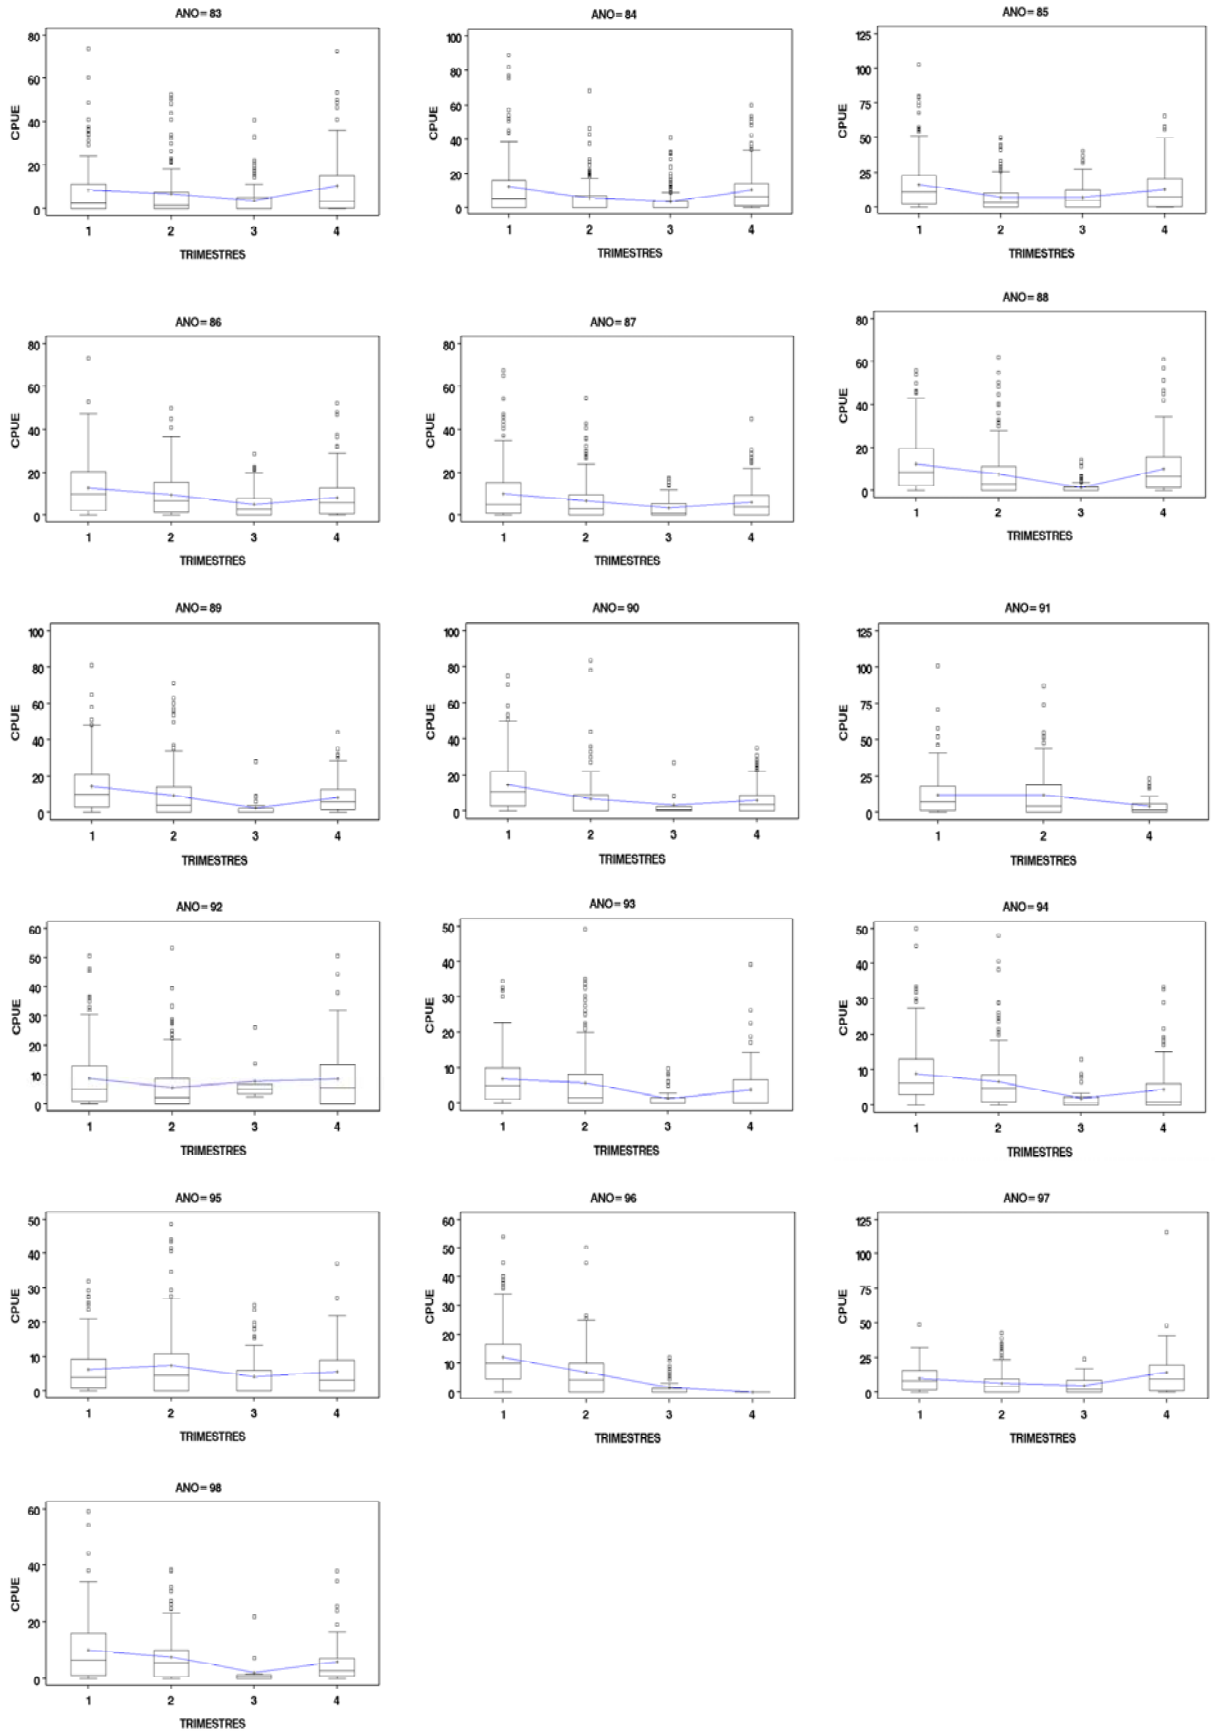 ANO= 83
ANO= 84
ANO= 85
80
60
40
20
0
CPUE
1 2 3 4
TRIMESTRES
100
80
60
40
20
0
CPUE
1 2 3 4
TRIMESTRES
125
100
75
50
25
0
CPUE
1 2 3 4
TRIMESTRES
ANO= 86
ANO= 87
ANO= 88
80
60
40
20
0
CPUE
1 2 3 4
TRIMESTRES
80
60
40
20
0
CPUE
1 2 3 4
TRIMESTRES
80
60
40
20
0
CPUE
1 2 3 4
TRIMESTRES
ANO= 89
ANO= 90
ANO= 91
100
80
60
40
20
0
CPUE
1 2 3 4
TRIMESTRES
100
80
60
40
20
0
CPUE
1 2 3 4
TRIMESTRES
125
100
75
50
25
0
CPUE
1 2 4
TRIMESTRES
ANO= 92
ANO= 93
ANO= 94
60
50
40
30
20
10
0
CPUE
1 2 3 4
TRIMESTRES
50
40
30
20
10
0
CPUE
1 2 3 4
TRIMESTRES
50
40
30
20
10
0
CPUE
1 2 3 4
TRIMESTRES
ANO= 95
ANO= 96
ANO= 97
50
40
30
20
10
0
CPUE
1 2 3 4
TRIMESTRES
60
50
40
30
20
10
0
CPUE
1 2 3 4
TRIMESTRES
125
100
75
50
25
0
CPUE
1 2 3 4
TRIMESTRES
ANO= 98
60
40
20
0
CPUE
1 2 3 4
TRIMESTRES